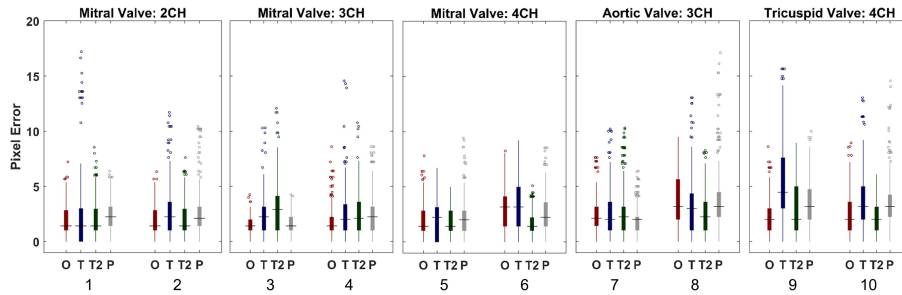 Mitral Valve: 2CH Mitral Valve: 3CH Mitral Valve: 4CH Aortic Valve: 3CH Tricuspid Valve: 4CH
20
15
10
5
0
Pixel Error
O T T2 P O T T2 P O T T2 P O T T2 P O T T2 P O T T2 P O T T2 P O T T2 P O T T2 P O T T2 P
1 2 3 4 5 6 7 8 9 10